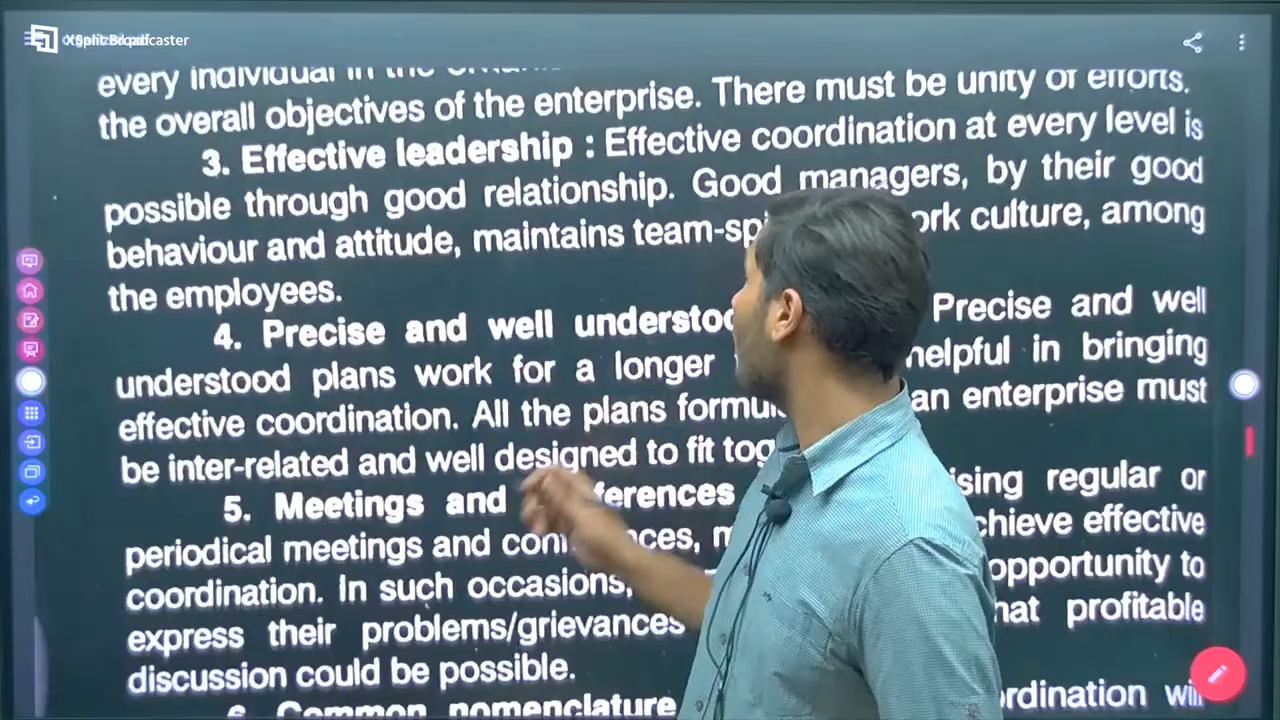 XSplit Broadcaster
every individual in the
the overall objectives of the enterprise. There must be unity of efforts.
3. Effective leadership : Effective coordination at every level is
possible through good relationship. Good managers, by their good
behaviour and attitude, maintains team-sp ork culture, among
the employees.
4. Precise and well understoo Precise and well
understood plans work for a longer helpful in bringing
effective coordination. All the plans formul an enterprise must
be inter-related and well designed to fit tog
5. Meetings and ferences ising regular or
periodical meetings and con nces, m chieve effective
coordination. In such occasions, opportunity to
express their problems/grievances hat profitable
discussion could be possible.
6. Common nomenclature ordination will